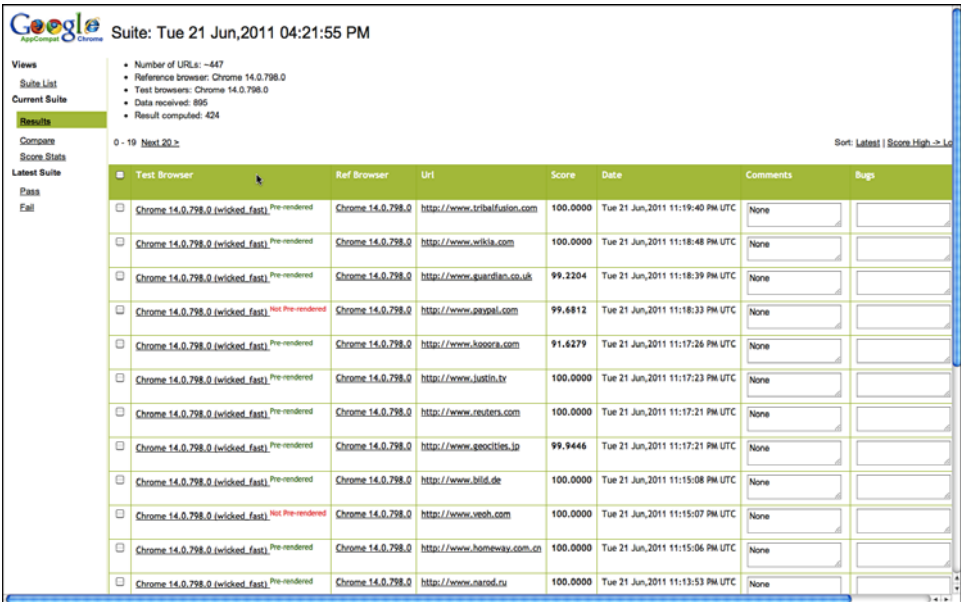 Google
AppCompat Chrome
Suite: Tue 21 Jun,2011 04:21:55 PM
Views
Suite List
Current Suite
Results
Compare
Score Stats
Latest Suite
Pass
Fail
Number of URLs: ~447
Reference browser: Chrome 14.0.798.0
Test browsers: Chrome 14.0.798.0
Data received: 895
Result computed: 424
0 - 19 Next 20 > Sort: Latest | Score High -> Lo
Test Browser Ref Browser Url Score Date Comments Bugs
Chrome 14.0.798.0 (wicked_fast) Pre-rendered Chrome 14.0.798.0 http://www.tribalfusion.com 100.0000 Tue 21 Jun,2011 11:19:40 PM UTC None
Chrome 14.0.798.0 (wicked_fast) Pre-rendered Chrome 14.0.798.0 http://www.wikia.com 100.0000 Tue 21 Jun,2011 11:18:48 PM UTC None
Chrome 14.0.798.0 (wicked_fast) Pre-rendered Chrome 14.0.798.0 http://www.guardian.co.uk 99.2204 Tue 21 Jun,2011 11:18:39 PM UTC None
Chrome 14.0.798.0 (wicked_fast) Not Pre-rendered Chrome 14.0.798.0 http://www.paypal.com 99.6812 Tue 21 Jun,2011 11:18:33 PM UTC None
Chrome 14.0.798.0 (wicked_fast) Pre-rendered Chrome 14.0.798.0 http://www.kooora.com 91.6279 Tue 21 Jun,2011 11:17:26 PM UTC None
Chrome 14.0.798.0 (wicked_fast) Pre-rendered Chrome 14.0.798.0 http://www.justin.tv 100.0000 Tue 21 Jun,2011 11:17:23 PM UTC None
Chrome 14.0.798.0 (wicked_fast) Pre-rendered Chrome 14.0.798.0 http://www.reuters.com 100.0000 Tue 21 Jun,2011 11:17:21 PM UTC None
Chrome 14.0.798.0 (wicked_fast) Pre-rendered Chrome 14.0.798.0 http://www.geocities.jp 99.9446 Tue 21 Jun,2011 11:17:21 PM UTC None
Chrome 14.0.798.0 (wicked_fast) Pre-rendered Chrome 14.0.798.0 http://www.bild.de 100.0000 Tue 21 Jun,2011 11:15:08 PM UTC None
Chrome 14.0.798.0 (wicked_fast) Not Pre-rendered Chrome 14.0.798.0 http://www.veoh.com 100.0000 Tue 21 Jun,2011 11:15:07 PM UTC None
Chrome 14.0.798.0 (wicked_fast) Pre-rendered Chrome 14.0.798.0 http://www.homeway.com.cn 100.0000 Tue 21 Jun,2011 11:15:06 PM UTC None
Chrome 14.0.798.0 (wicked_fast) Pre-rendered Chrome 14.0.798.0 http://www.narod.ru 100.0000 Tue 21 Jun,2011 11:13:53 PM UTC None